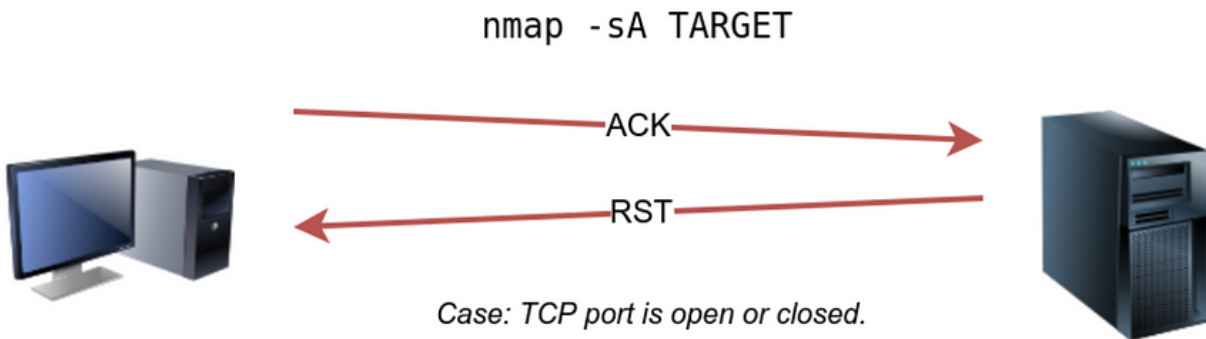 nmap -sA TARGET
ACK
RST
Case: TCP port is open or closed.